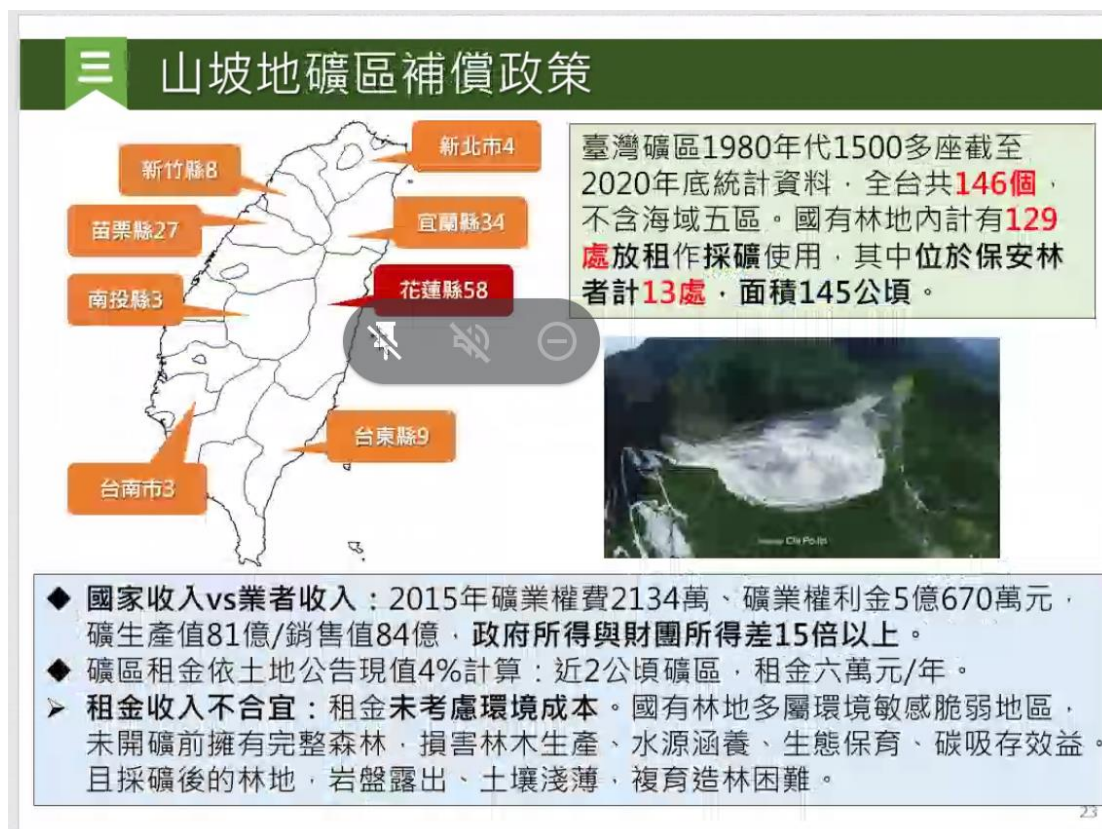 三 山坡地礦區補償政策
新北市4
新竹縣8
苗栗縣27
宜蘭縣34
南投縣3
花蓮縣58
台東縣9
台南市3
臺灣礦區1980年代1500多座截至
2020年底統計資料，全台共146個，
不含海域五區。國有林地內計有129
處放租作採礦使用，其中位於保安林
者計13處，面積145公頃。
◆ 國家收入vs業者收入：2015年礦業權費2134萬、礦業權利金5億670萬元，
礦生產值81億/銷售值84億，政府所得與財團所得差15倍以上。
◆ 礦區租金依土地公告現值4%計算：近2公頃礦區，租金六萬元/年。
➢ 租金收入不合宜：租金未考慮環境成本。國有林地多屬環境敏感脆弱地區，
未開礦前擁有完整森林，損害林木生產、水源涵養、生態保育、碳吸存效益。
且採礦後的林地，岩盤露出、土壤淺薄，複育造林困難。
23